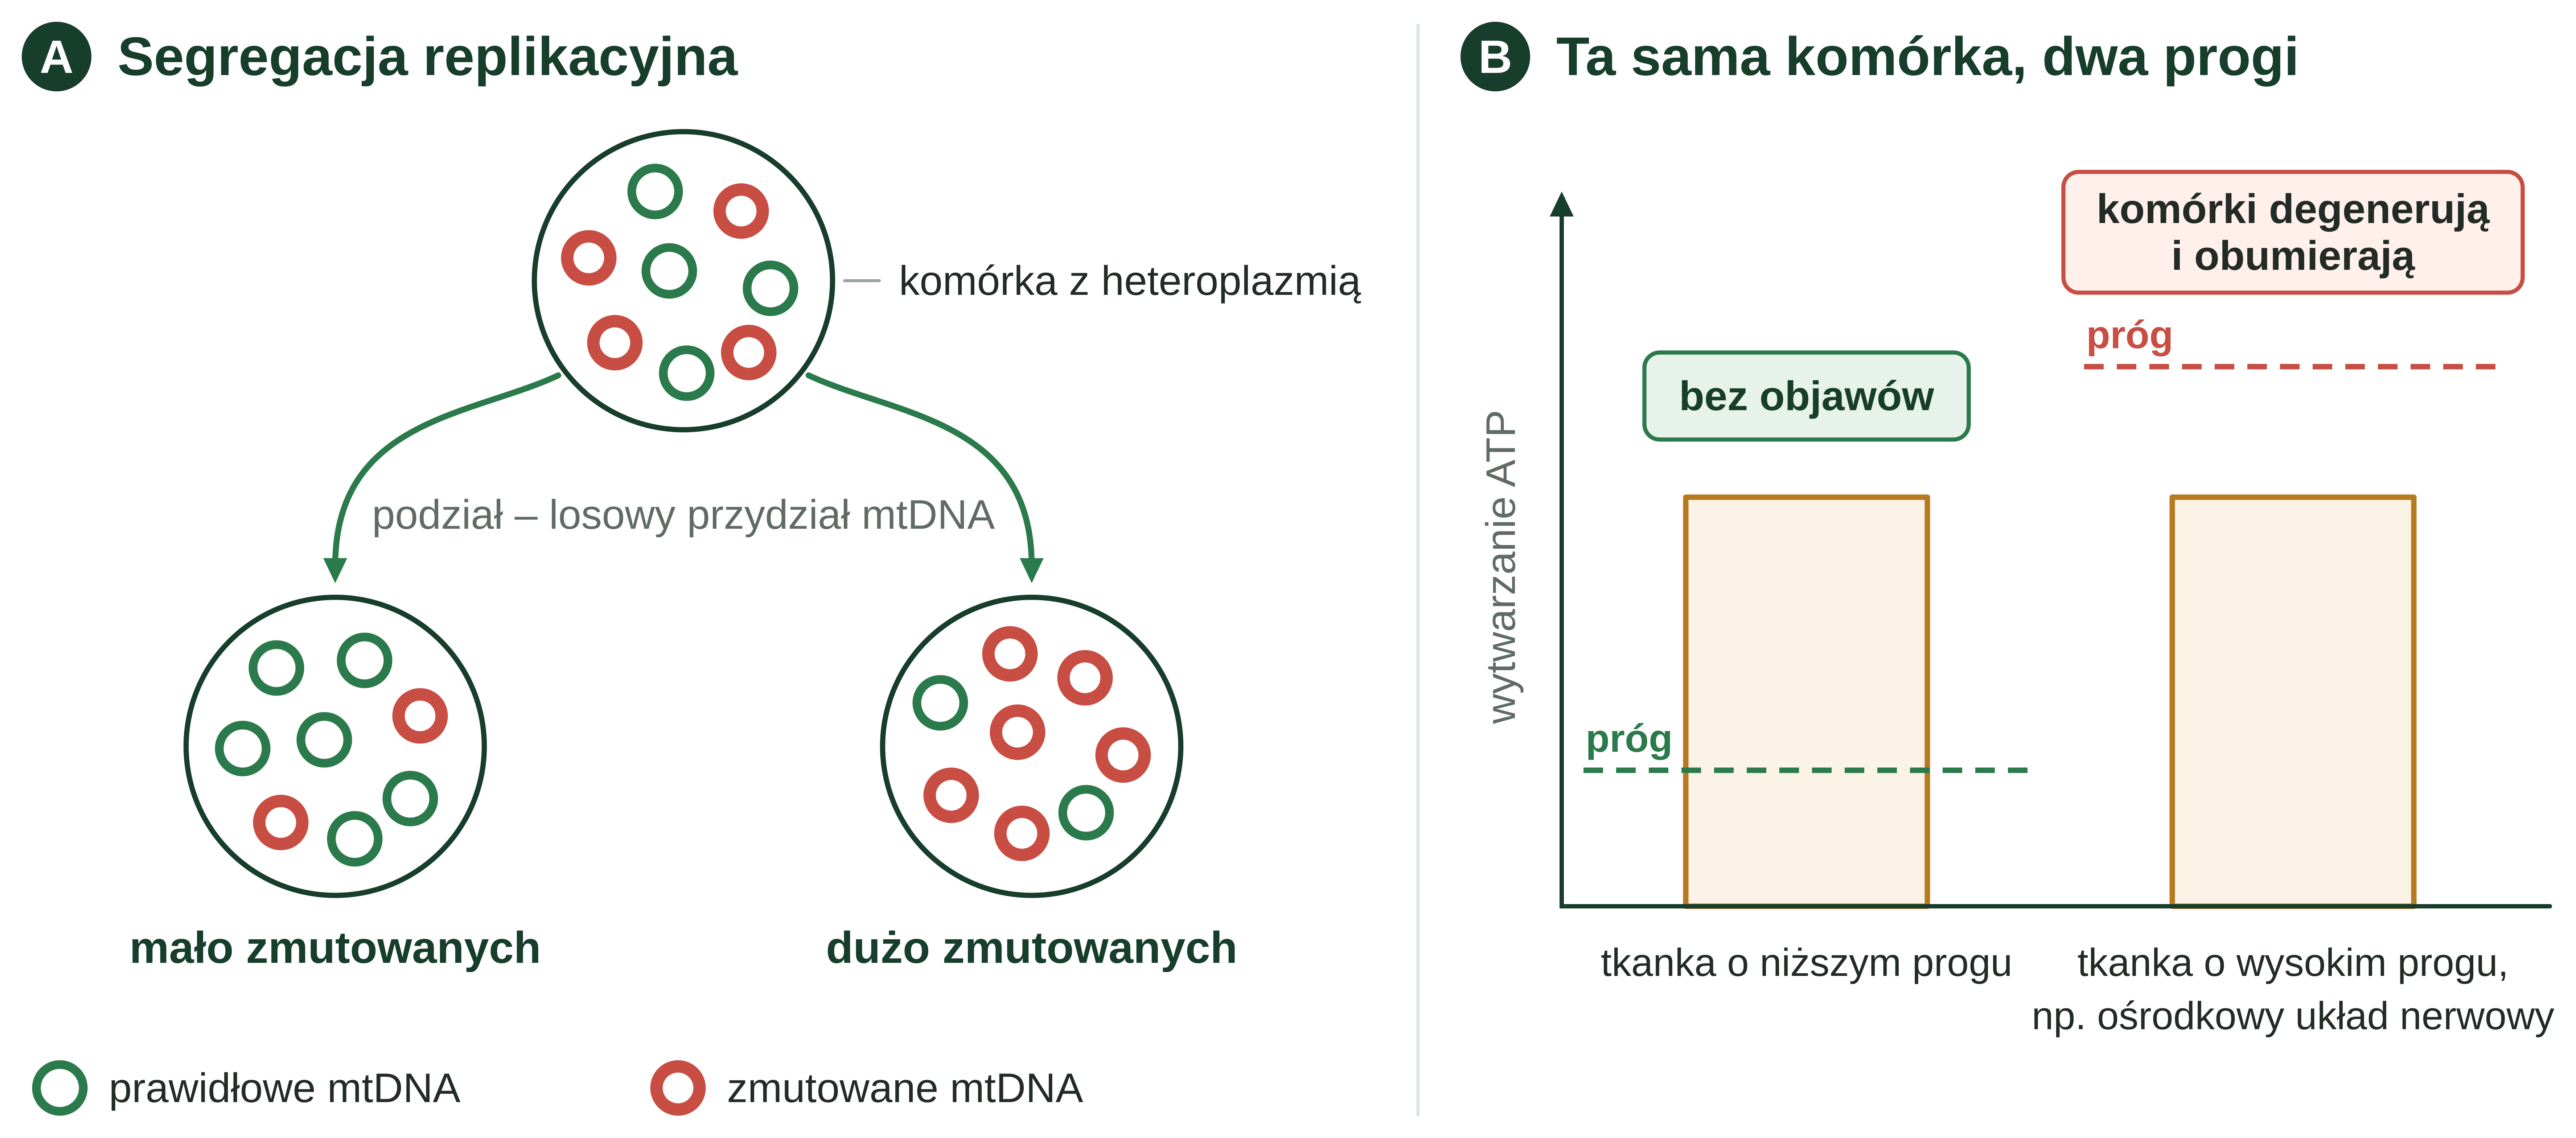 A Segregacja replikacyjna
komórka z heteroplazmią
podział – losowy przydział mtDNA
mało zmutowanych
dużo zmutowanych
prawidłowe mtDNA
zmutowane mtDNA
B Ta sama komórka, dwa progi
komórki degenerują
i obumierają
próg
bez objawów
wytwarzanie ATP
próg
tkanka o niższym progu
tkanka o wysokim progu,
np. ośrodkowy układ nerwowy